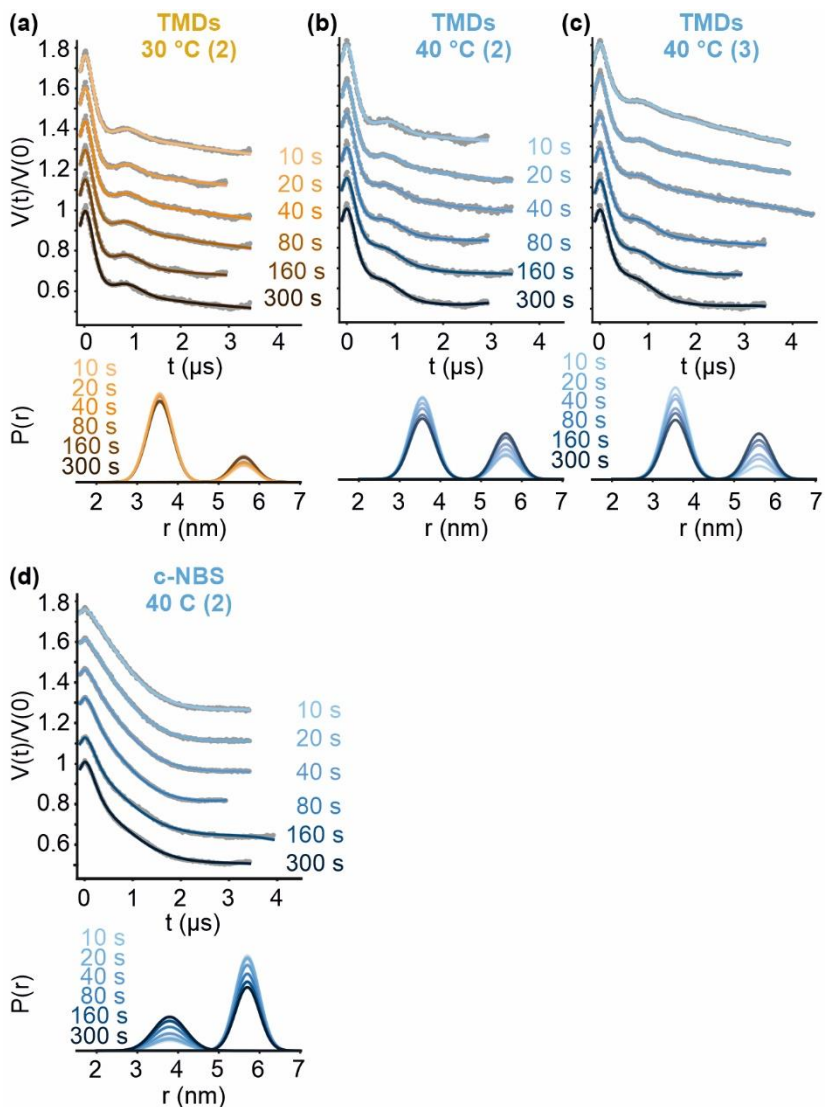 (a) TMDs
30 °C (2)
1.8
1.6
1.4
1.2
1
0.8
0.6
V(t)/V(0)
10 s
20 s
40 s
80 s
160 s
300 s
0 1 2 3 4
t (µs)
(b) TMDs
40 °C (2)
10 s
20 s
40 s
80 s
160 s
300 s
0 1 2 3 4
t (µs)
(c) TMDs
40 °C (3)
0 1 2 3 4
t (µs)
P(r)
10 s
20 s
40 s
80 s
160 s
300 s
2 3 4 5 6 7
r (nm)
2 3 4 5 6 7
r (nm)
10 s
20 s
40 s
80 s
160 s
300 s
2 3 4 5 6 7
r (nm)
(d) c-NBS
40 C (2)
1.8
1.6
1.4
1.2
1
0.8
0.6
V(t)/V(0)
10 s
20 s
40 s
80 s
160 s
300 s
0 1 2 3 4
t (µs)
P(r)
10 s
20 s
40 s
80 s
160 s
300 s
2 3 4 5 6 7
r (nm)